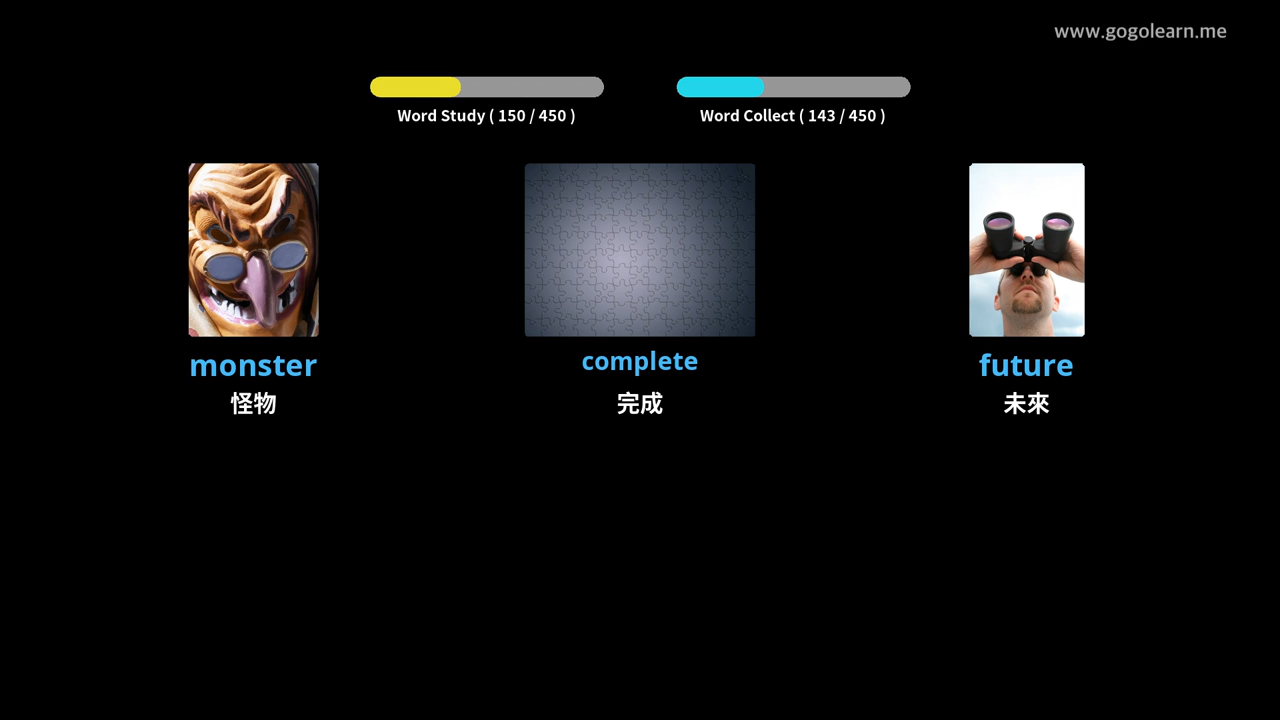 www.gogolearn.me
Word Study ( 150 / 450 )
Word Collect ( 143 / 450 )
monster
complete
future
怪物
完成
未來